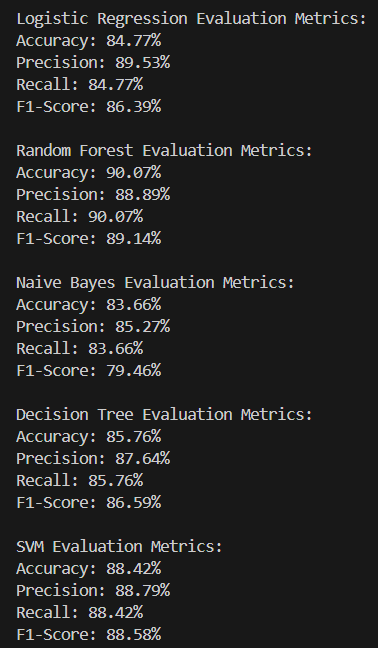 Logistic Regression Evaluation Metrics:
Accuracy: 84.77%
Precision: 89.53%
Recall: 84.77%
F1-Score: 86.39%
Random Forest Evaluation Metrics:
Accuracy: 90.07%
Precision: 88.89%
Recall: 90.07%
F1-Score: 89.14%
Naive Bayes Evaluation Metrics:
Accuracy: 83.66%
Precision: 85.27%
Recall: 83.66%
F1-Score: 79.46%
Decision Tree Evaluation Metrics:
Accuracy: 85.76%
Precision: 87.64%
Recall: 85.76%
F1-Score: 86.59%
SVM Evaluation Metrics:
Accuracy: 88.42%
Precision: 88.79%
Recall: 88.42%
F1-Score: 88.58%